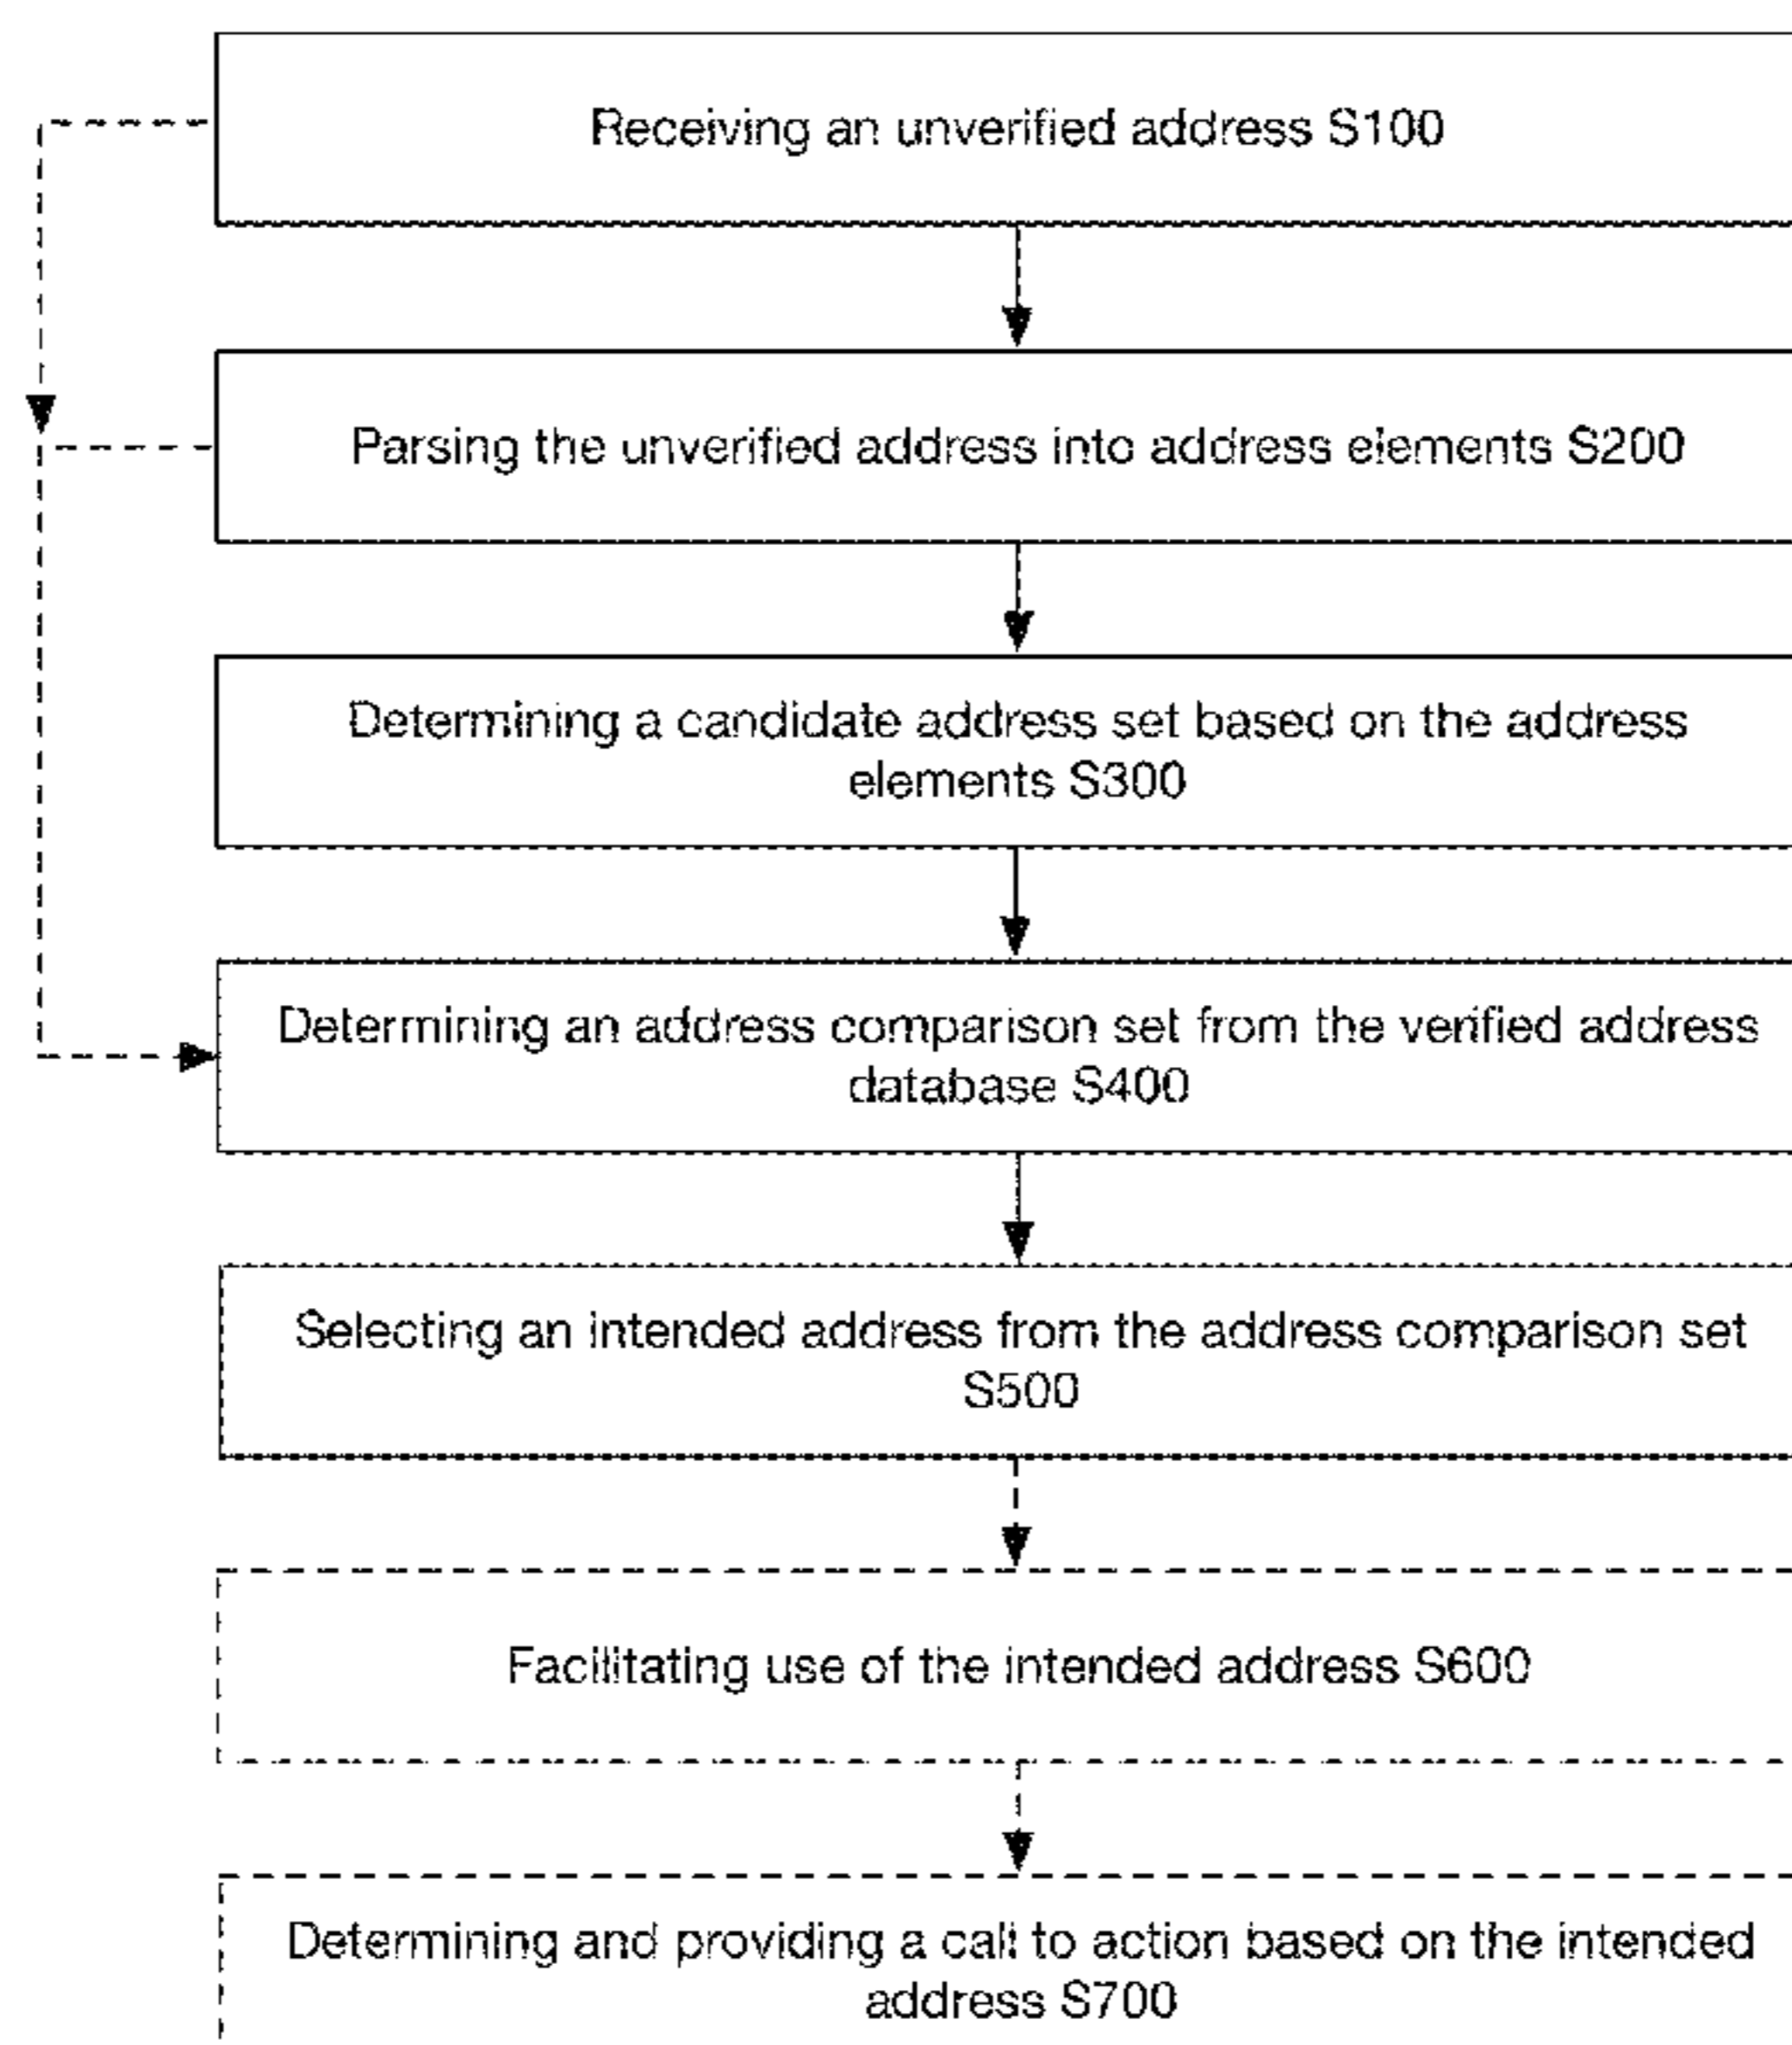 Receiving an unverified address S100
Parsing the unverified address into address elements S200
Determining a candidate address set based on the address
elements S300
Determining an address comparison set from the verified address
database S400
Selecting an intended address from the address comparison set
S500
Facilitating use of the intended address S600
Determining and providing a call to action based on the intended
address S700